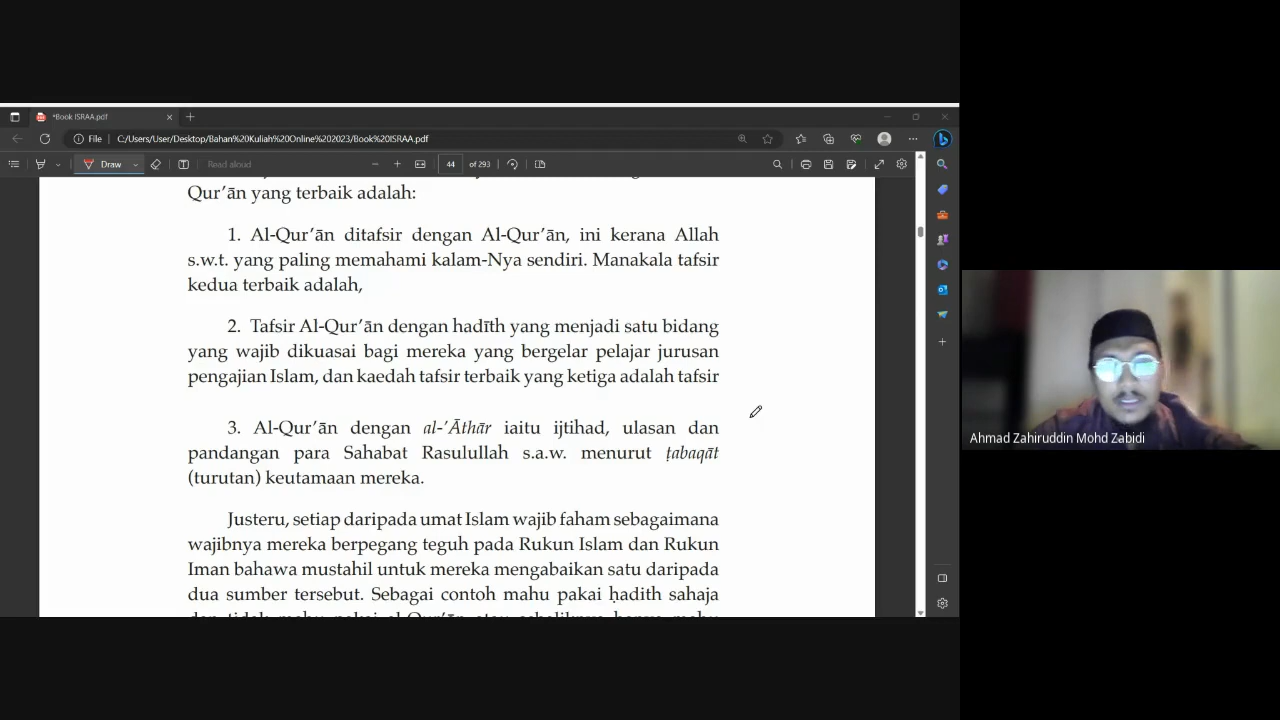 *Book ISRAA.pdf
File
C:/Users/User/Desktop/Bahan%20Kuliah%20Online%202023/Book%20ISRAA.pdf
Draw
Read aloud
44
of 293
Qur’ān yang terbaik adalah:
1. Al-Qur’ān ditafsir dengan Al-Qur’ān, ini kerana Allah
s.w.t. yang paling memahami kalam-Nya sendiri. Manakala tafsir
kedua terbaik adalah,
2. Tafsir Al-Qur’ān dengan hadīth yang menjadi satu bidang
yang wajib dikuasai bagi mereka yang bergelar pelajar jurusan
pengajian Islam, dan kaedah tafsir terbaik yang ketiga adalah tafsir
3. Al-Qur’ān dengan al-’Āthār iaitu ijtihad, ulasan dan
pandangan para Sahabat Rasulullah s.a.w. menurut ṭabaqāt
(turutan) keutamaan mereka.
Justeru, setiap daripada umat Islam wajib faham sebagaimana
wajibnya mereka berpegang teguh pada Rukun Islam dan Rukun
Iman bahawa mustahil untuk mereka mengabaikan satu daripada
dua sumber tersebut. Sebagai contoh mahu pakai ḥadith sahaja
Ahmad Zahiruddin Mohd Zabidi